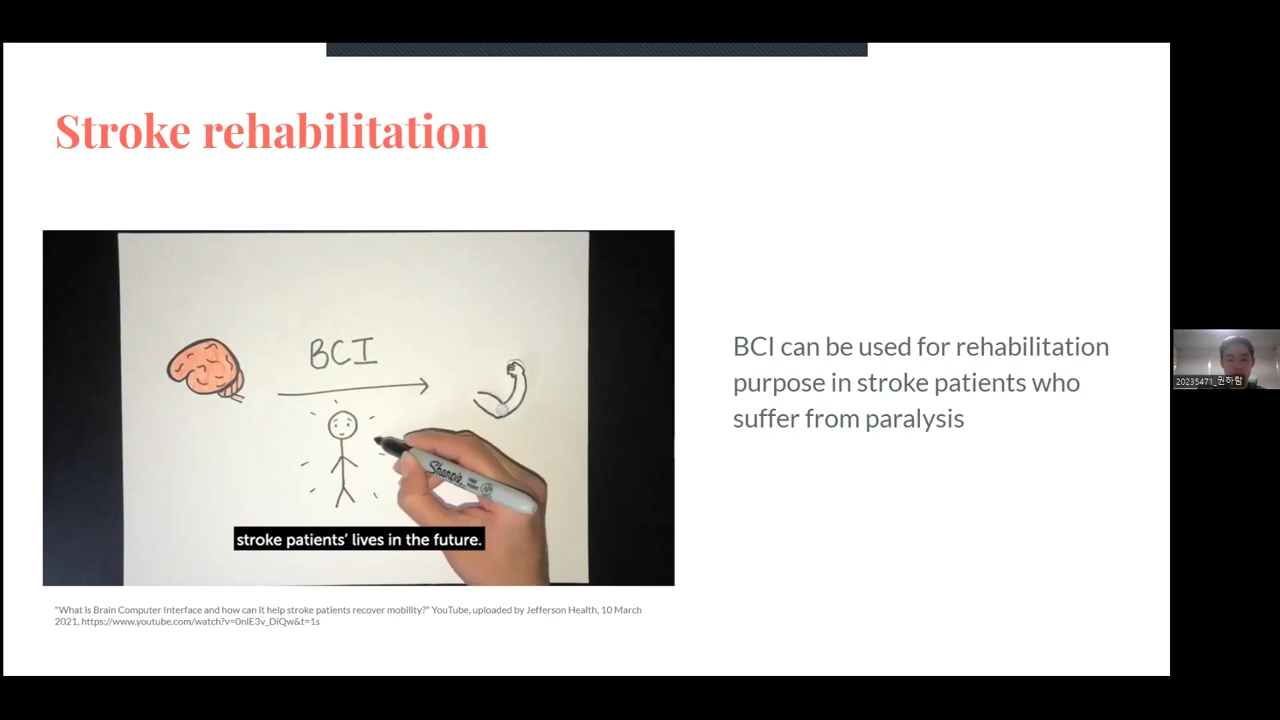 Stroke rehabilitation
BCI
Sharpie
stroke patients’ lives in the future.
BCI can be used for rehabilitation
purpose in stroke patients who
suffer from paralysis
"What is Brain Computer Interface and how can it help stroke patients recover mobility?" YouTube, uploaded by Jefferson Health, 10 March
2021, https://www.youtube.com/watch?v=0nlE3v_DiQw&t=1s
20235471_권하람